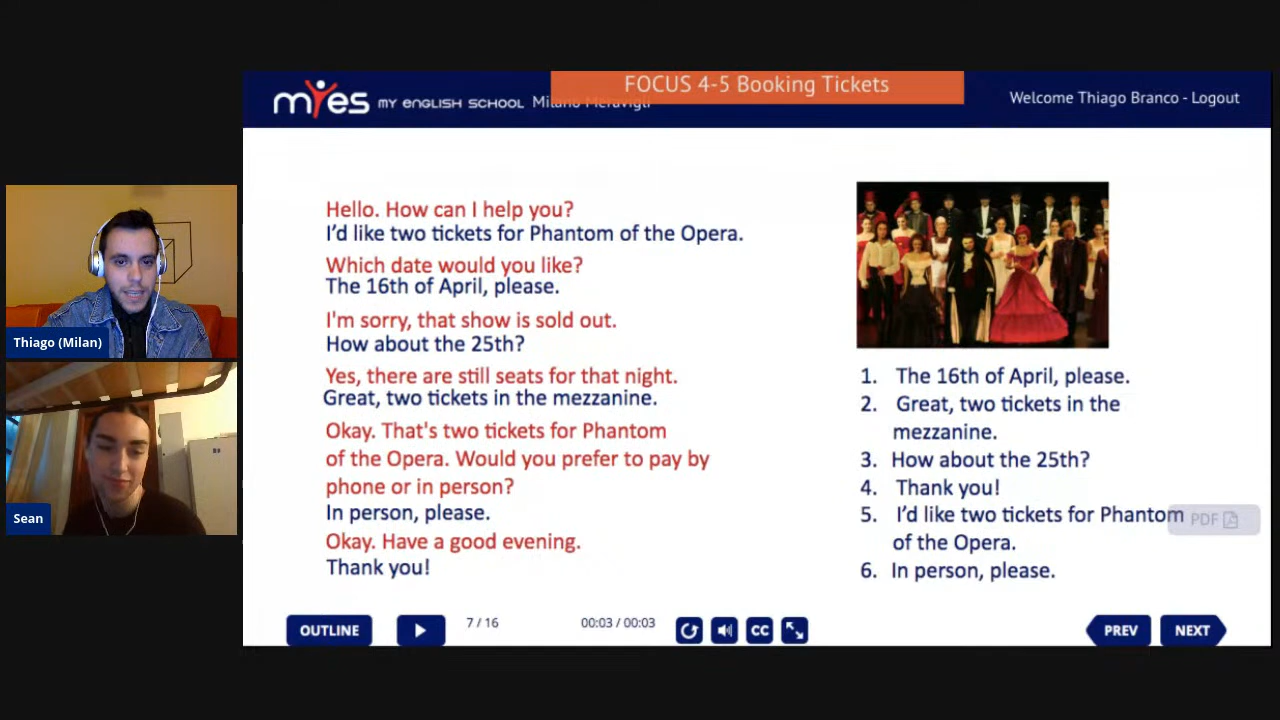 FOCUS 4-5 Booking Tickets
myes MY ENGLISH SCHOOL Milano Meravigli
Welcome Thiago Branco - Logout
Hello. How can I help you?
I'd like two tickets for Phantom of the Opera.
Which date would you like?
The 16th of April, please.
I'm sorry, that show is sold out.
How about the 25th?
Yes, there are still seats for that night.
Great, two tickets in the mezzanine.
Okay. That's two tickets for Phantom
of the Opera. Would you prefer to pay by
phone or in person?
In person, please.
Okay. Have a good evening.
Thank you!
1. The 16th of April, please.
2. Great, two tickets in the
mezzanine.
3. How about the 25th?
4. Thank you!
5. I'd like two tickets for Phantom
of the Opera.
6. In person, please.
PDF
Thiago (Milan)
Sean
OUTLINE
7 / 16
00:03 / 00:03
CC
PREV
NEXT